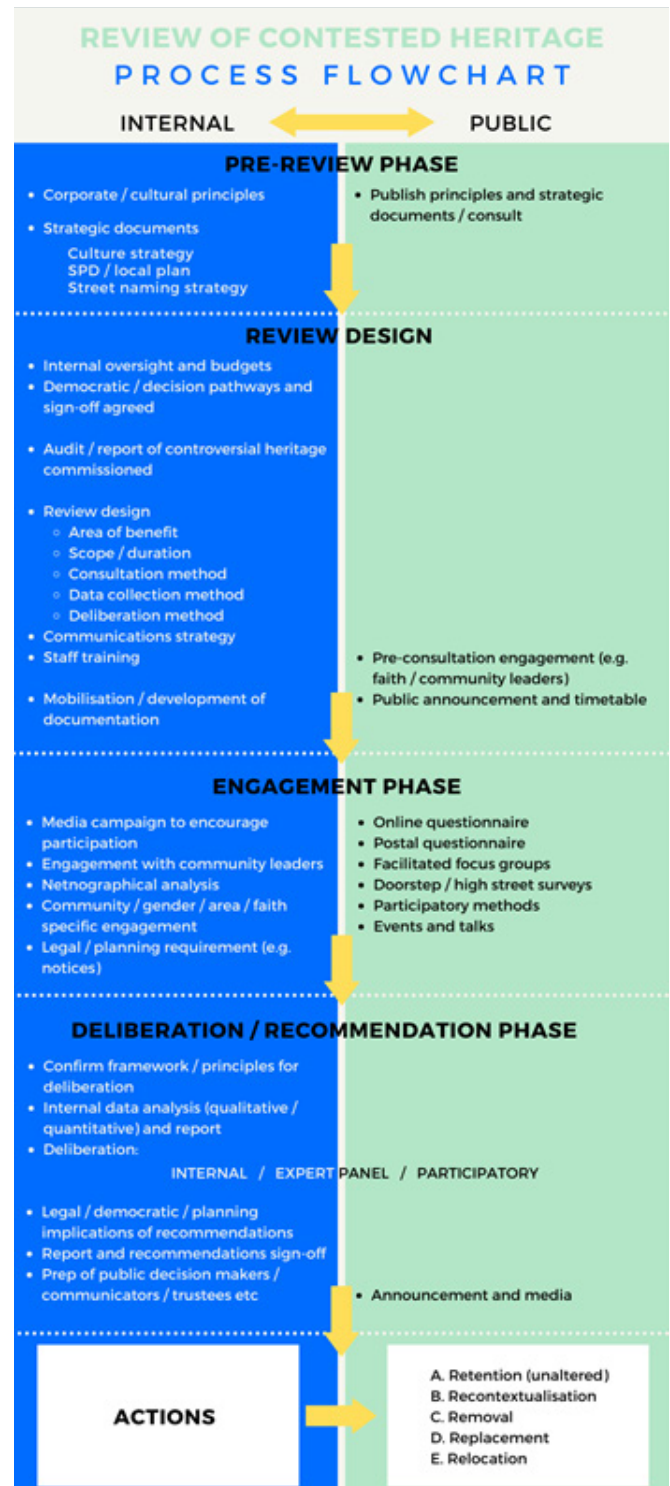 REVIEW OF CONTESTED HERITAGE
PROCESS FLOWCHART
INTERNAL
PUBLIC
PRE-REVIEW PHASE
• Corporate / cultural principles
• Strategic documents
Culture strategy
SPD / local plan
Street naming strategy
• Publish principles and strategic
documents / consult
REVIEW DESIGN
• Internal oversight and budgets
• Democratic / decision pathways and
sign-off agreed
• Audit / report of controversial heritage
commissioned
• Review design
◦ Area of benefit
◦ Scope / duration
◦ Consultation method
◦ Data collection method
◦ Deliberation method
• Communications strategy
• Staff training
• Mobilisation / development of
documentation
• Pre-consultation engagement (e.g.
faith / community leaders)
• Public announcement and timetable
ENGAGEMENT PHASE
• Media campaign to encourage
participation
• Engagement with community leaders
• Netnographical analysis
• Community / gender / area / faith
specific engagement
• Legal / planning requirement (e.g.
notices)
• Online questionnaire
• Postal questionnaire
• Facilitated focus groups
• Doorstep / high street surveys
• Participatory methods
• Events and talks
DELIBERATION / RECOMMENDATION PHASE
• Confirm framework / principles for
deliberation
• Internal data analysis (qualitative /
quantitative) and report
• Deliberation:
INTERNAL / EXPERT PANEL / PARTICIPATORY
• Legal / democratic / planning
implications of recommendations
• Report and recommendations sign-off
• Prep of public decision makers /
communicators / trustees etc
• Announcement and media
ACTIONS
A. Retention (unaltered)
B. Recontextualisation
C. Removal
D. Replacement
E. Relocation